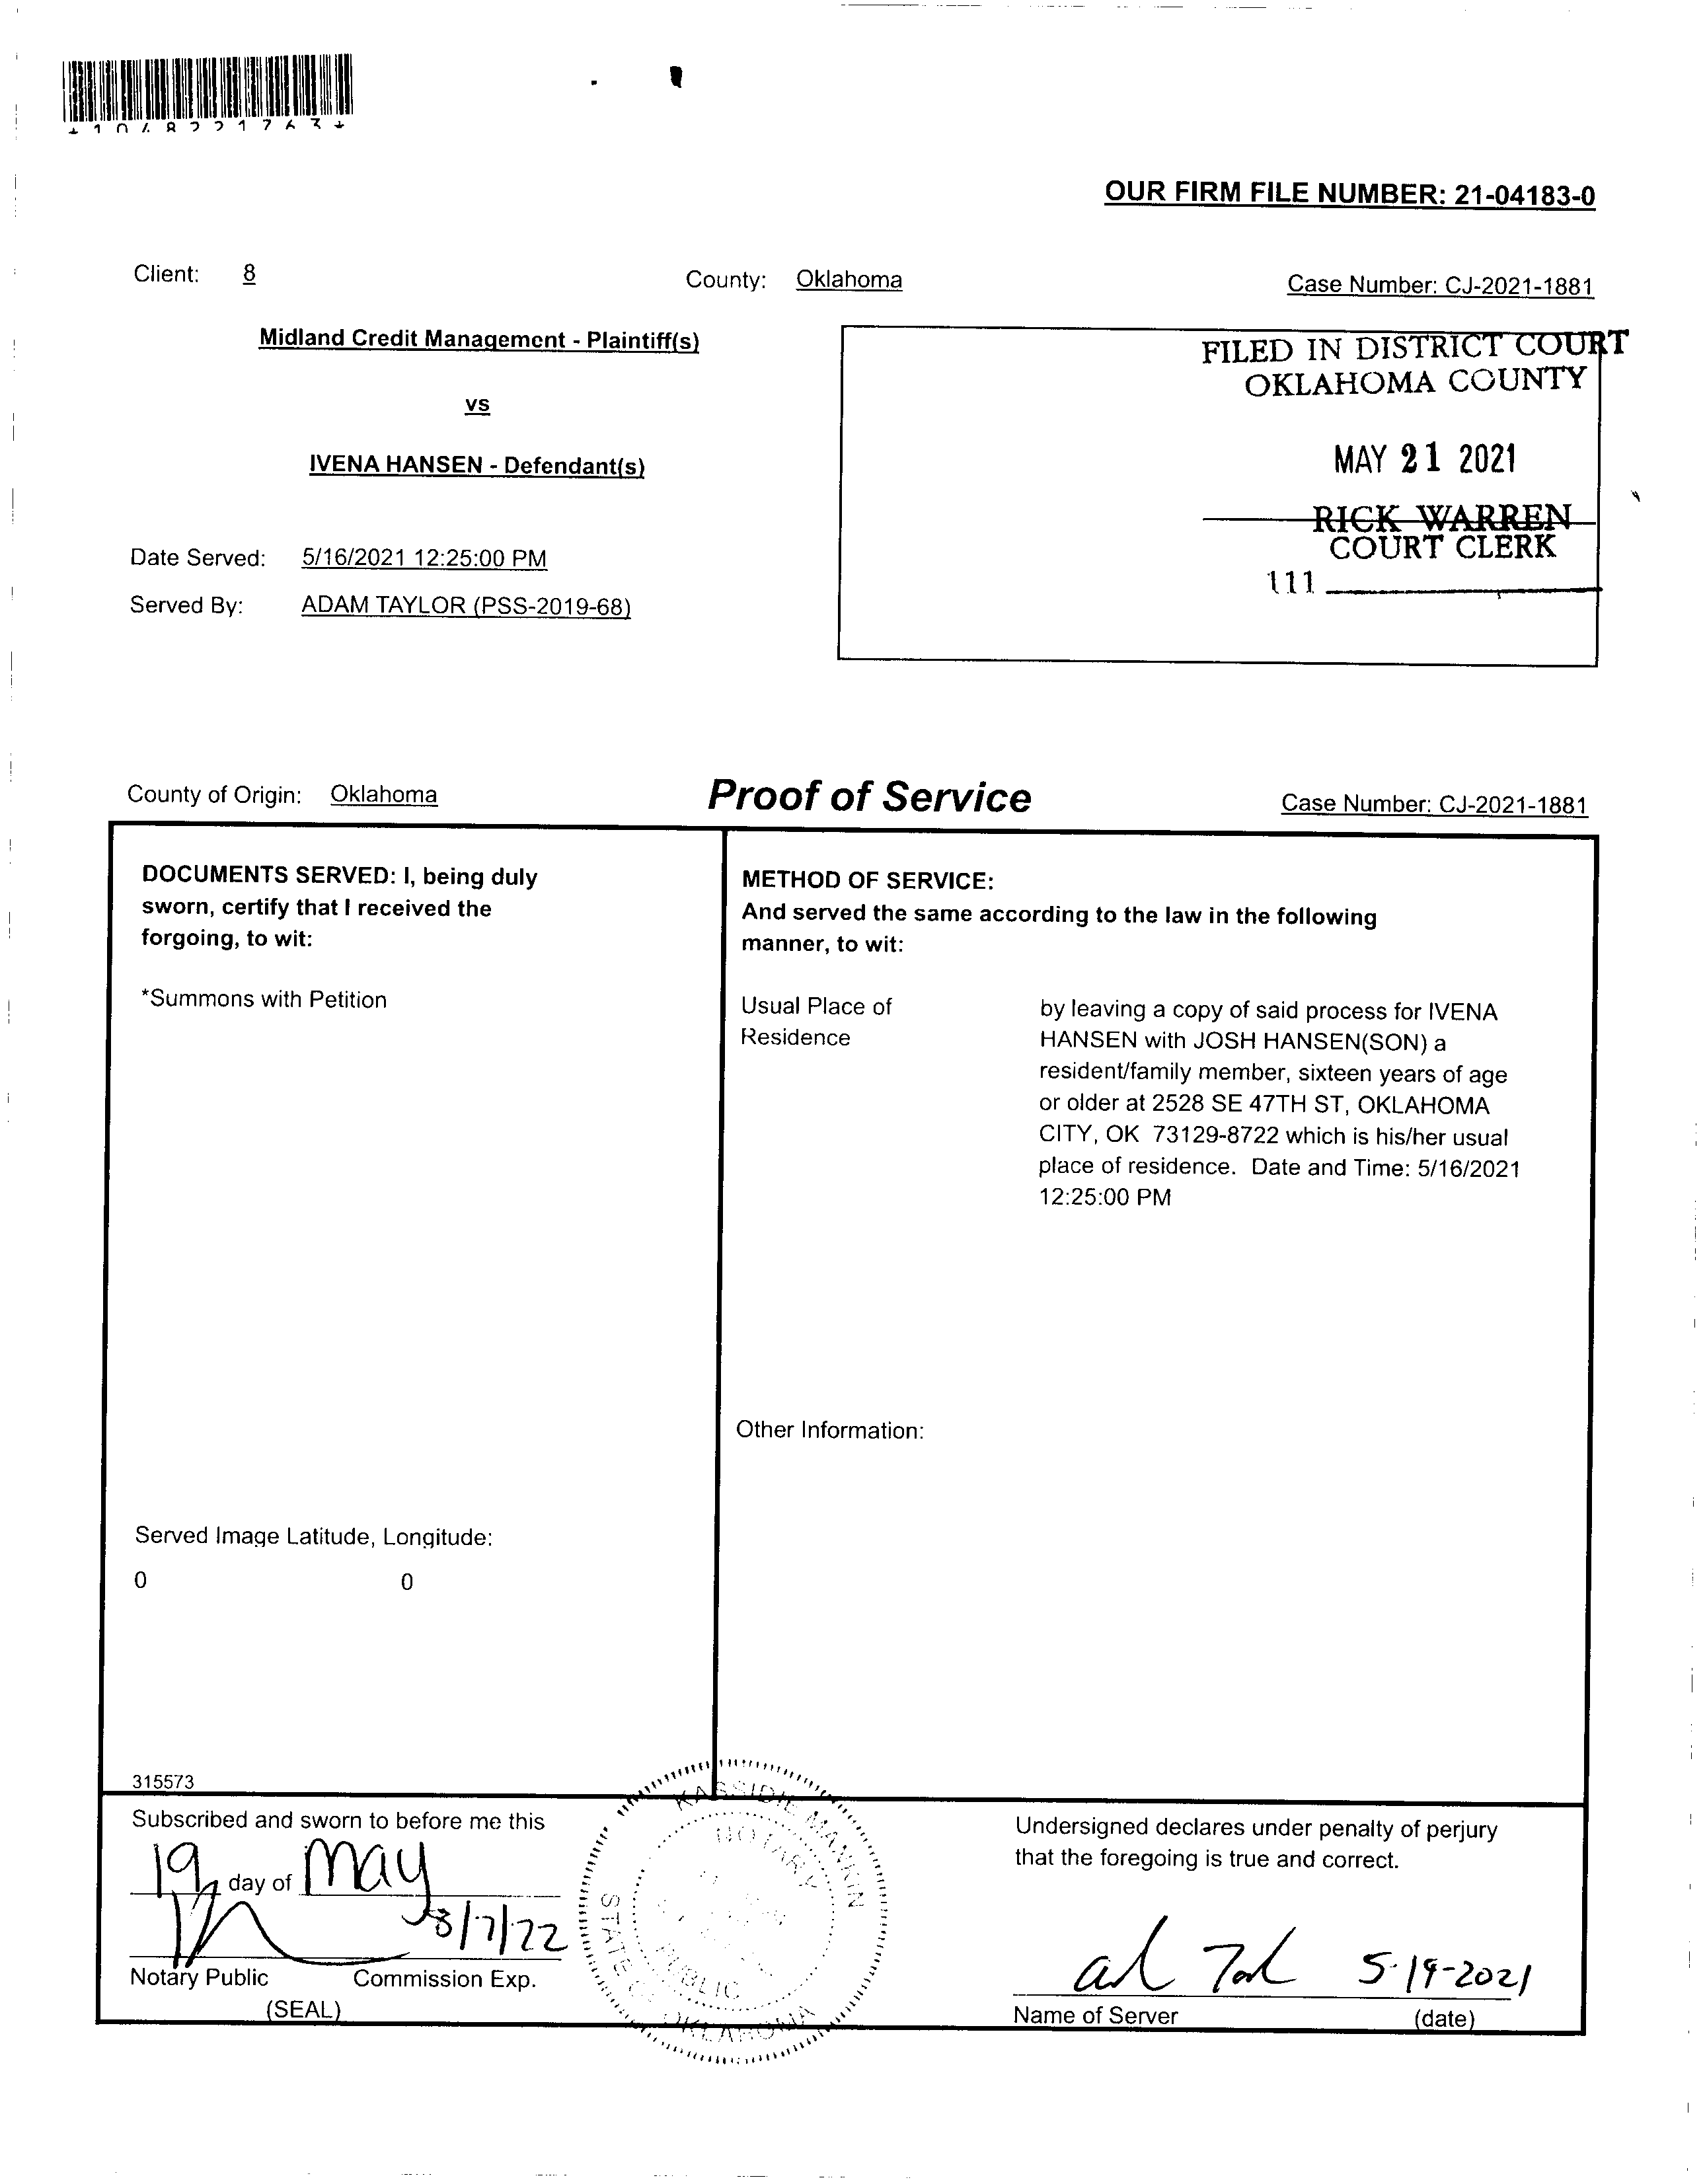 OUR FIRM FILE NUMBER: 21-04183-0
Client: 8
County: Oklahoma
Case Number: CJ-2021-1881
Midland Credit Management - Plaintiff(s)
vs
IVENA HANSEN - Defendant(s)
FILED IN DISTRICT COURT
OKLAHOMA COUNTY
MAY 21 2021
RICK WARREN
COURT CLERK
111
Date Served: 5/16/2021 12:25:00 PM
Served By: ADAM TAYLOR (PSS-2019-68)
County of Origin: Oklahoma
Proof of Service
Case Number: CJ-2021-1881
DOCUMENTS SERVED: I, being duly
sworn, certify that I received the
forgoing, to wit:
*Summons with Petition
Served Image Latitude, Longitude:
0 0
315573
METHOD OF SERVICE:
And served the same according to the law in the following
manner, to wit:
Usual Place of
Residence
by leaving a copy of said process for IVENA
HANSEN with JOSH HANSEN(SON) a
resident/family member, sixteen years of age
or older at 2528 SE 47TH ST, OKLAHOMA
CITY, OK 73129-8722 which is his/her usual
place of residence. Date and Time: 5/16/2021
12:25:00 PM
Other Information:
Subscribed and sworn to before me this
19 day of May
8/7/22
Notary Public Commission Exp.
(SEAL)
KASSIDIE MANKIN
NOTARY
PUBLIC
STATE OF OKLAHOMA
Undersigned declares under penalty of perjury
that the foregoing is true and correct.
5-19-2021
Name of Server (date)